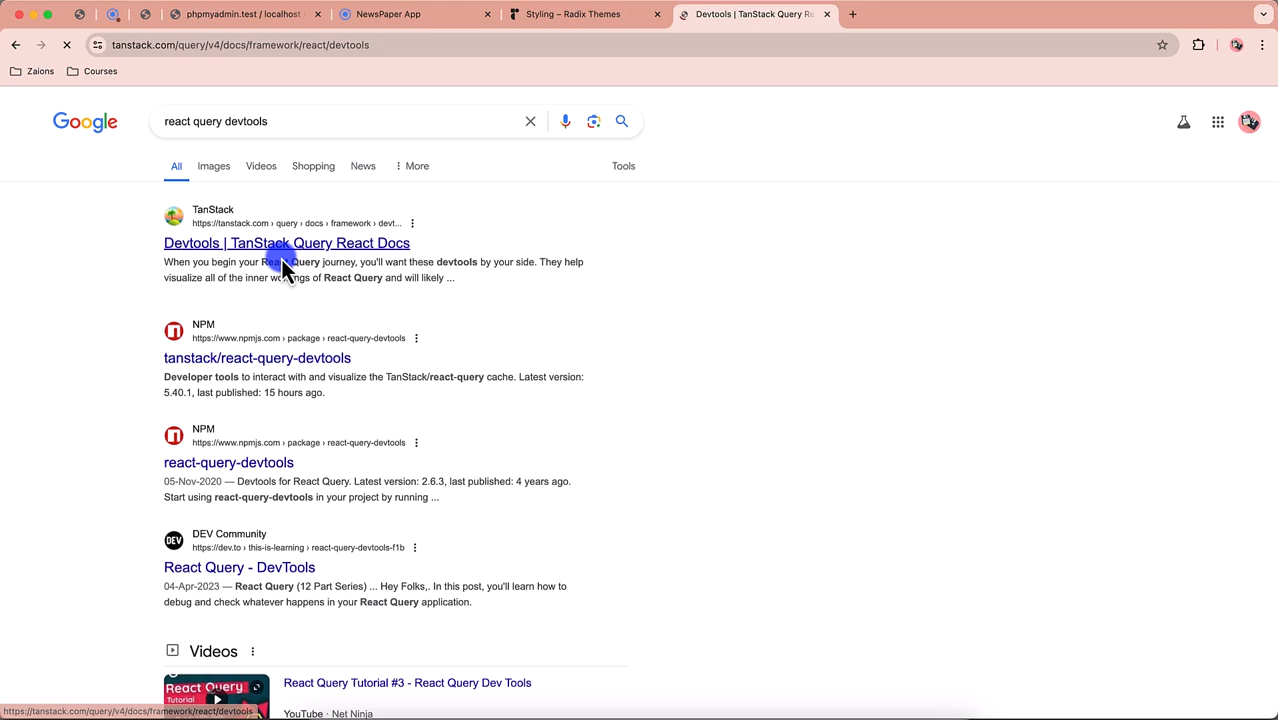 phpmyadmin.test / localhost
NewsPaper App
Styling – Radix Themes
Devtools | TanStack Query Re
tanstack.com/query/v4/docs/framework/react/devtools
Zaions
Courses
Google
react query devtools
All
Images
Videos
Shopping
News
More
Tools
TanStack
https://tanstack.com › query › docs › framework › devt...
Devtools | TanStack Query React Docs
When you begin your React Query journey, you'll want these devtools by your side. They help
visualize all of the inner workings of React Query and will likely ...
NPM
https://www.npmjs.com › package › react-query-devtools
tanstack/react-query-devtools
Developer tools to interact with and visualize the TanStack/react-query cache. Latest version:
5.40.1, last published: 15 hours ago.
NPM
https://www.npmjs.com › package › react-query-devtools
react-query-devtools
05-Nov-2020 — Devtools for React Query. Latest version: 2.6.3, last published: 4 years ago.
Start using react-query-devtools in your project by running ...
DEV
DEV Community
https://dev.to › this-is-learning › react-query-devtools-f1b
React Query - DevTools
04-Apr-2023 — React Query (12 Part Series) ... Hey Folks,. In this post, you'll learn how to
debug and check whatever happens in your React Query application.
Videos
React Query
Tutorial
React Query Tutorial #3 - React Query Dev Tools
YouTube · Net Ninja
https://tanstack.com/query/v4/docs/framework/react/devtools